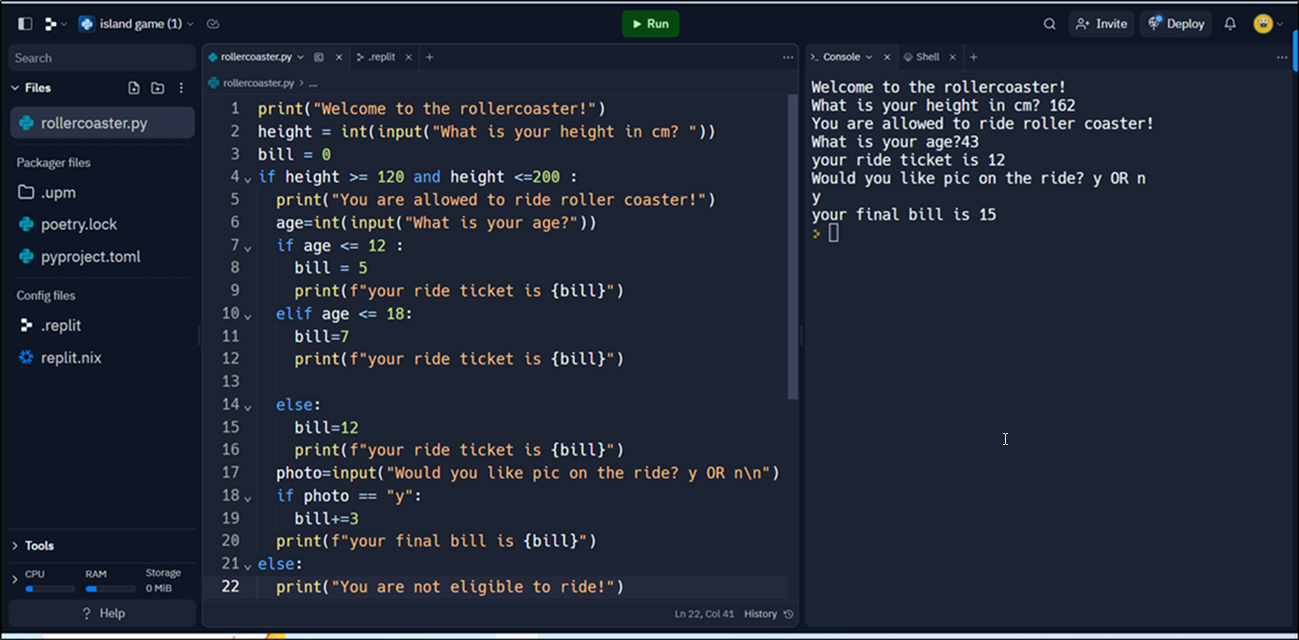 island game (1)
Run
Invite
Deploy
Search
Files
rollercoaster.py
Packager files
.upm
poetry.lock
pyproject.toml
Config files
.replit
replit.nix
Tools
CPU RAM Storage
0 MiB
? Help
rollercoaster.py
.replit
rollercoaster.py > ...
1 print("Welcome to the rollercoaster!")
2 height = int(input("What is your height in cm? "))
3 bill = 0
4 if height >= 120 and height <=200 :
5 print("You are allowed to ride roller coaster!")
6 age=int(input("What is your age?"))
7 if age <= 12 :
8 bill = 5
9 print(f"your ride ticket is {bill}")
10 elif age <= 18:
11 bill=7
12 print(f"your ride ticket is {bill}")
13
14 else:
15 bill=12
16 print(f"your ride ticket is {bill}")
17 photo=input("Would you like pic on the ride? y OR n\n")
18 if photo == "y":
19 bill+=3
20 print(f"your final bill is {bill}")
21 else:
22 print("You are not eligible to ride!")
Ln 22, Col 41 History
Console
Shell
Welcome to the rollercoaster!
What is your height in cm? 162
You are allowed to ride roller coaster!
What is your age?43
your ride ticket is 12
Would you like pic on the ride? y OR n
y
your final bill is 15
>